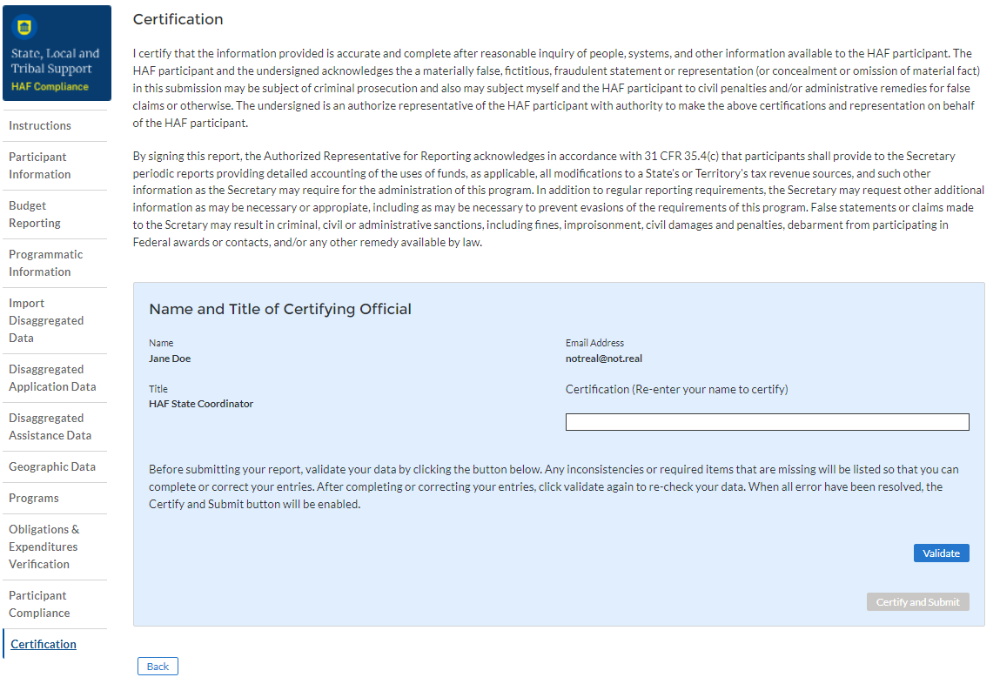 State, Local and
Tribal Support
HAF Compliance
Instructions
Participant
Information
Budget
Reporting
Programmatic
Information
Import
Disaggregated
Data
Disaggregated
Application Data
Disaggregated
Assistance Data
Geographic Data
Programs
Obligations &
Expenditures
Verification
Participant
Compliance
Certification
Certification
I certify that the information provided is accurate and complete after reasonable inquiry of people, systems, and other information available to the HAF participant. The
HAF participant and the undersigned acknowledges the a materially false, fictitious, fraudulent statement or representation (or concealment or omission of material fact)
in this submission may be subject of criminal prosecution and also may subject myself and the HAF participant to civil penalties and/or administrative remedies for false
claims or otherwise. The undersigned is an authorize representative of the HAF participant with authority to make the above certifications and representation on behalf
of the HAF participant.
By signing this report, the Authorized Representative for Reporting acknowledges in accordance with 31 CFR 35.4(c) that participants shall provide to the Secretary
periodic reports providing detailed accounting of the uses of funds, as applicable, all modifications to a State's or Territory's tax revenue sources, and such other
information as the Secretary may require for the administration of this program. In addition to regular reporting requirements, the Secretary may request other additional
information as may be necessary or appropiate, including as may be necessary to prevent evasions of the requirements of this program. False statements or claims made
to the Scretary may result in criminal, civil or administrative sanctions, including fines, improisonment, civil damages and penalties, debarment from participating in
Federal awards or contacts, and/or any other remedy available by law.
Name and Title of Certifying Official
Name
Jane Doe
Email Address
notreal@not.real
Title
HAF State Coordinator
Certification (Re-enter your name to certify)
Before submitting your report, validate your data by clicking the button below. Any inconsistencies or required items that are missing will be listed so that you can
complete or correct your entries. After completing or correcting your entries, click validate again to re-check your data. When all error have been resolved, the
Certify and Submit button will be enabled.
Validate
Certify and Submit
Back